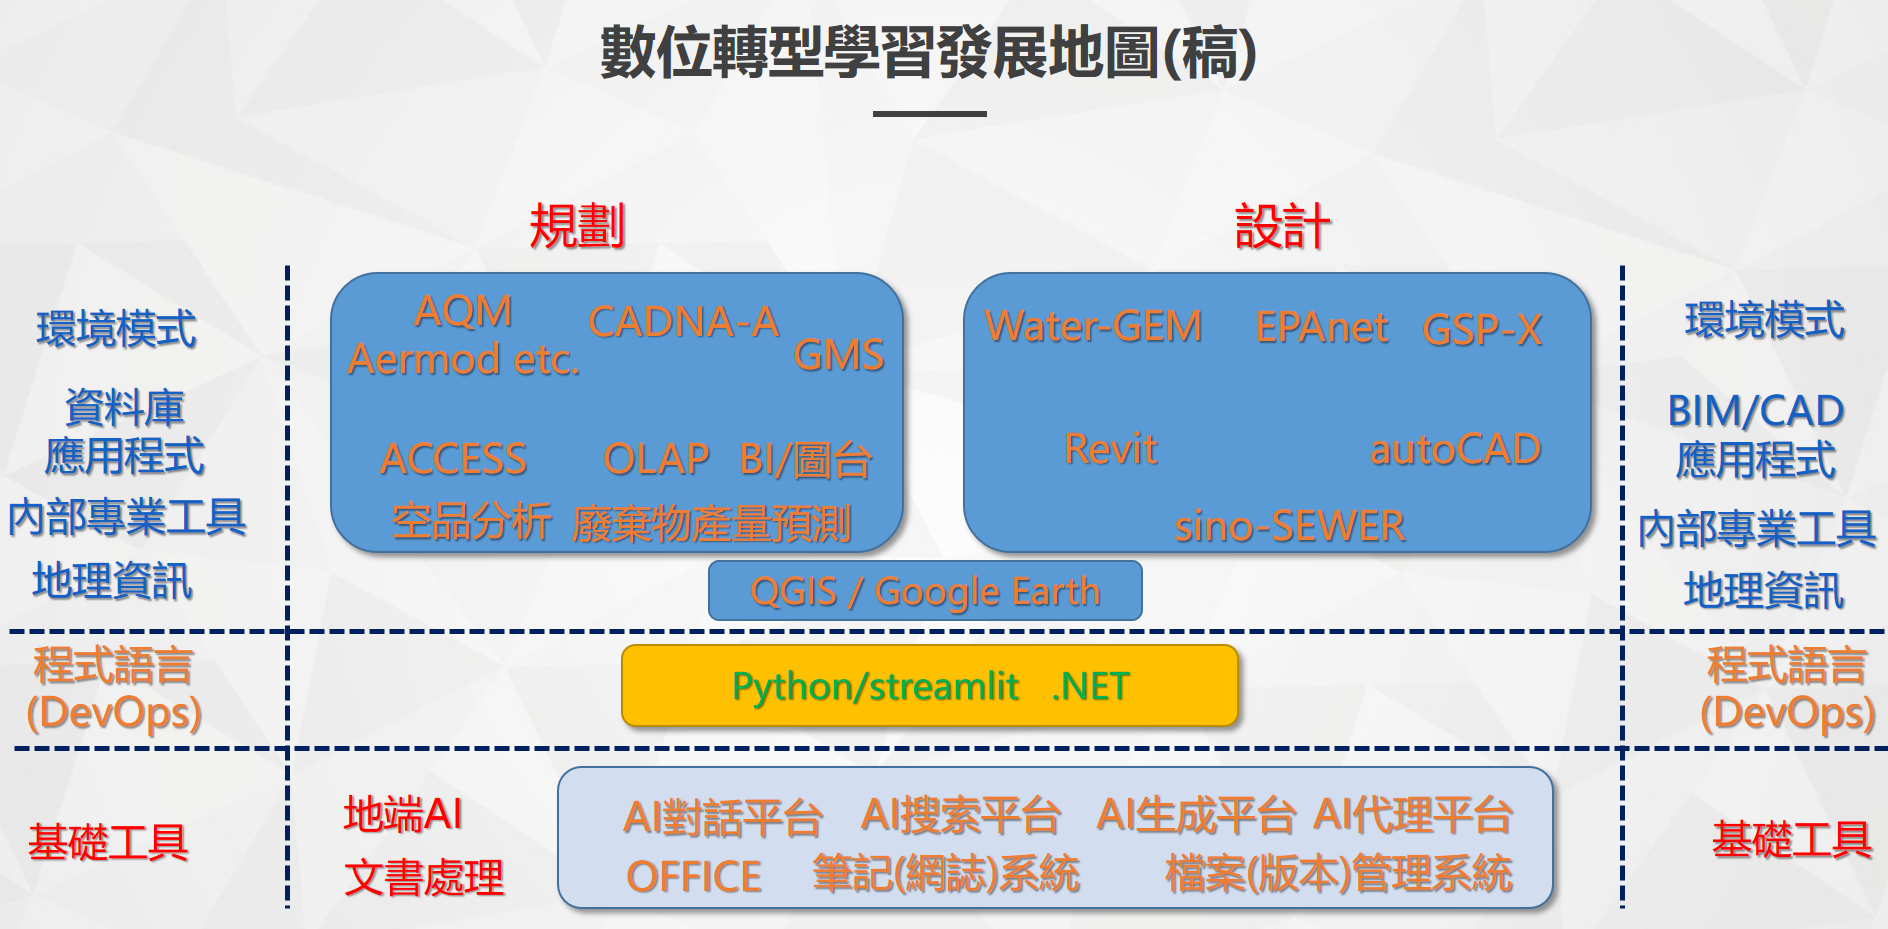 數位轉型學習發展地圖(稿)
規劃
設計
環境模式
資料庫
應用程式
內部專業工具
地理資訊
AQM
Aermod etc.
CADNA-A
GMS
ACCESS
OLAP
BI/圖台
空品分析
廢棄物產量預測
Water-GEM
EPAnet
GSP-X
Revit
autoCAD
sino-SEWER
環境模式
BIM/CAD
應用程式
內部專業工具
地理資訊
QGIS / Google Earth
程式語言
(DevOps)
Python/streamlit .NET
程式語言
(DevOps)
基礎工具
地端AI
文書處理
AI對話平台
AI搜索平台
AI生成平台
AI代理平台
OFFICE
筆記(網誌)系統
檔案(版本)管理系統
基礎工具